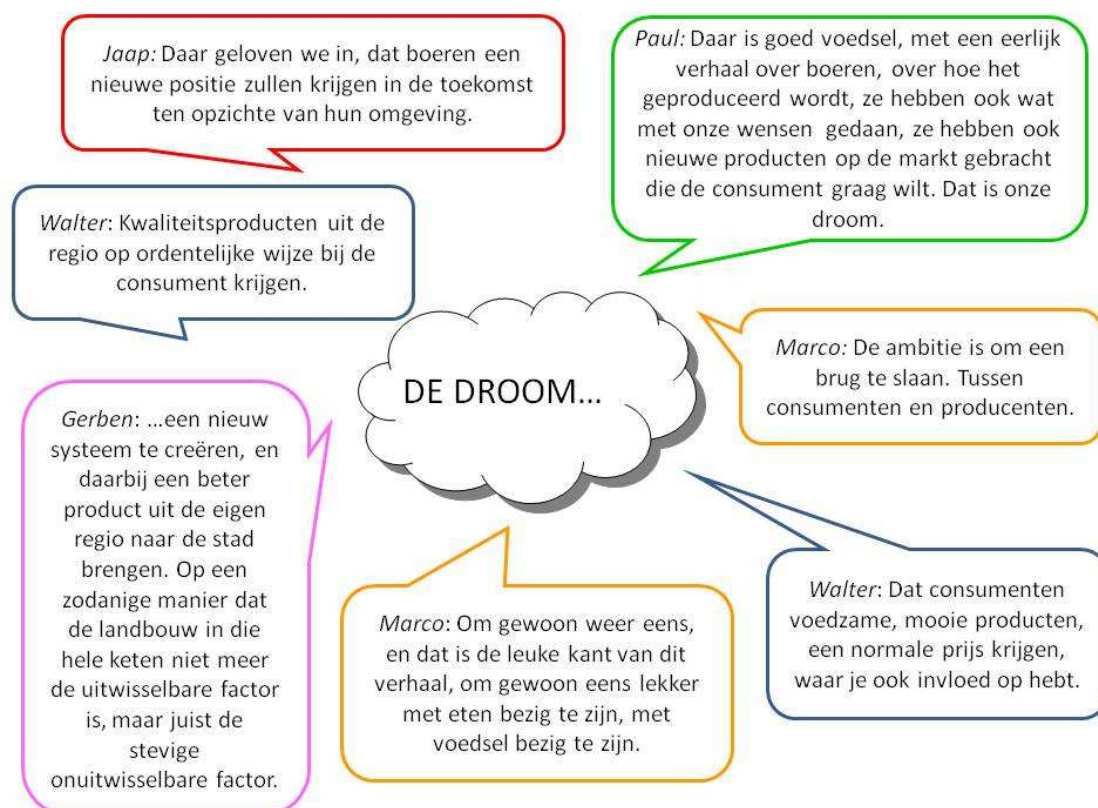 Jaap: Daar geloven we in, dat boeren een
nieuwe positie zullen krijgen in de toekomst
ten opzichte van hun omgeving.
Paul: Daar is goed voedsel, met een eerlijk
verhaal over boeren, over hoe het
geproduceerd wordt, ze hebben ook wat
met onze wensen gedaan, ze hebben ook
nieuwe producten op de markt gebracht
die de consument graag wilt. Dat is onze
droom.
Walter: Kwaliteitsproducten uit de
regio op ordentelijke wijze bij de
consument krijgen.
DE DROOM...
Marco: De ambitie is om een
brug te slaan. Tussen
consumenten en producenten.
Gerben: ...een nieuw
systeem te creëren, en
daarbij een beter
product uit de eigen
regio naar de stad
brengen. Op een
zodanige manier dat
de landbouw in die
hele keten niet meer
de uitwisselbare factor
is, maar juist de
stevige
onuitwisselbare factor.
Marco: Om gewoon weer eens,
en dat is de leuke kant van dit
verhaal, om gewoon eens lekker
met eten bezig te zijn, met
voedsel bezig te zijn.
Walter: Dat consumenten
voedzame, mooie producten,
een normale prijs krijgen,
waar je ook invloed op hebt.